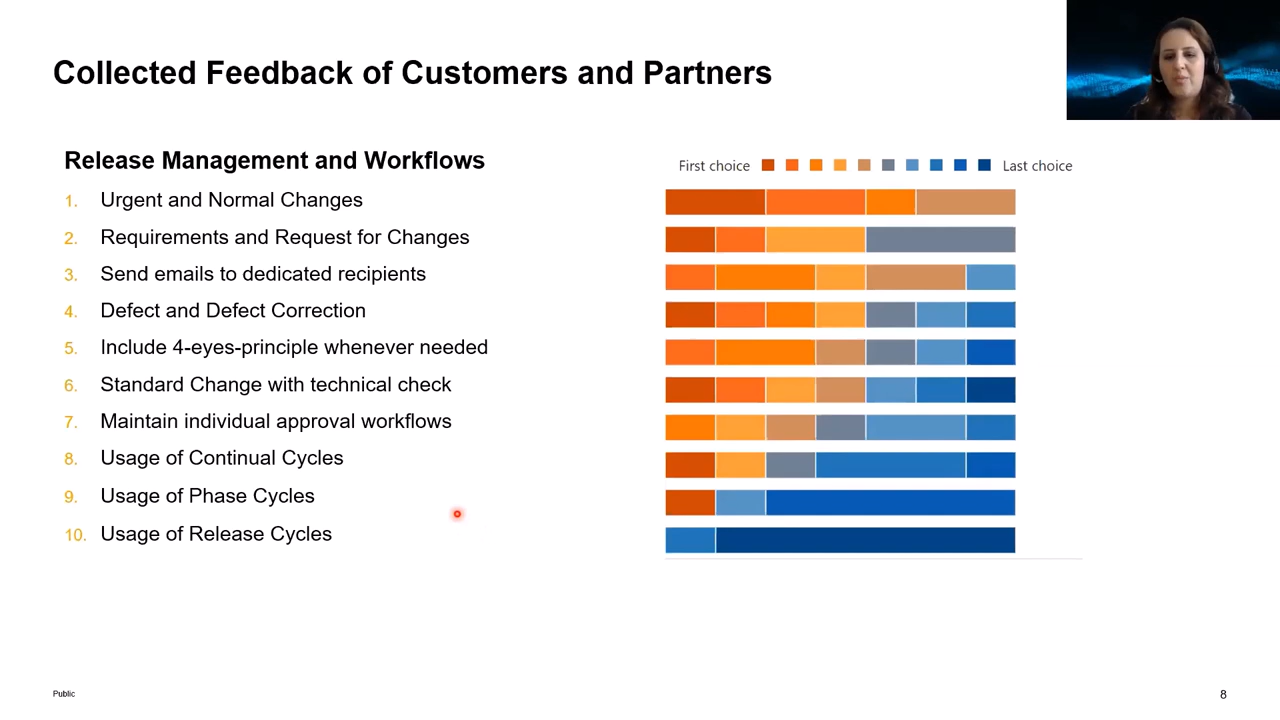 Collected Feedback of Customers and Partners
Release Management and Workflows
1. Urgent and Normal Changes
2. Requirements and Request for Changes
3. Send emails to dedicated recipients
4. Defect and Defect Correction
5. Include 4-eyes-principle whenever needed
6. Standard Change with technical check
7. Maintain individual approval workflows
8. Usage of Continual Cycles
9. Usage of Phase Cycles
10. Usage of Release Cycles
First choice Last choice
Public
8